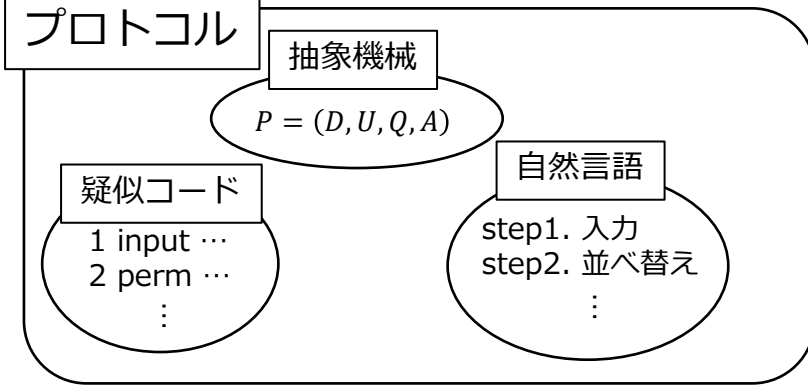 プロトコル
抽象機械
𝑃 = (𝐷, 𝑈, 𝑄, 𝐴)
疑似コード
1 input …
2 perm …
⋮
自然言語
step1. 入力
step2. 並べ替え
⋮